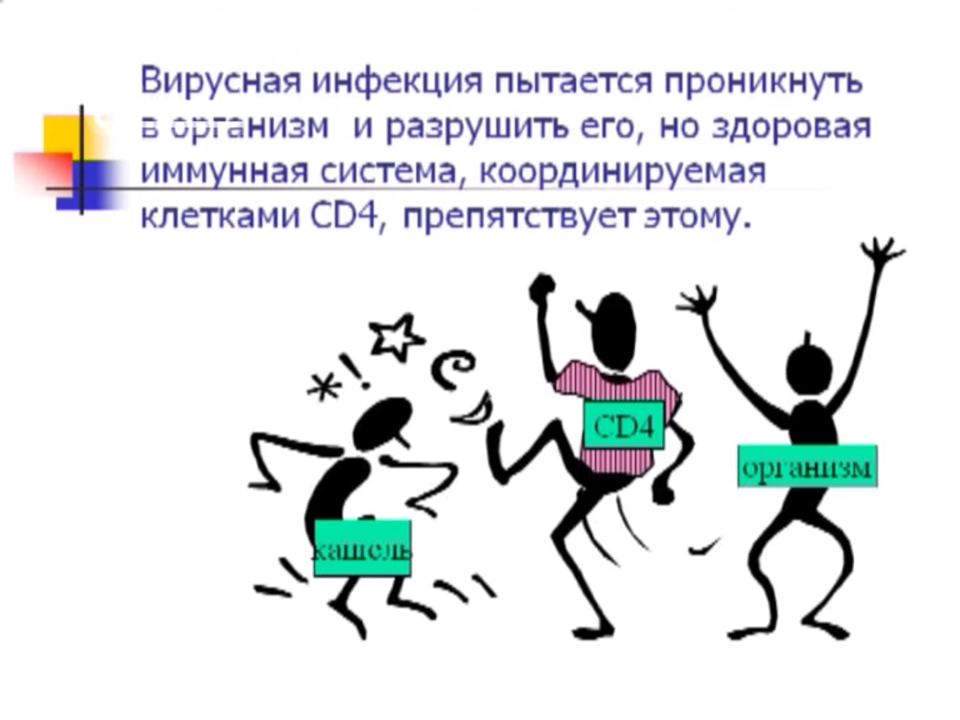 Вирусная инфекция пытается проникнуть
в организм и разрушить его, но здоровая
иммунная система, координируемая
клетками CD4, препятствует этому.
CD4
организм
кашель